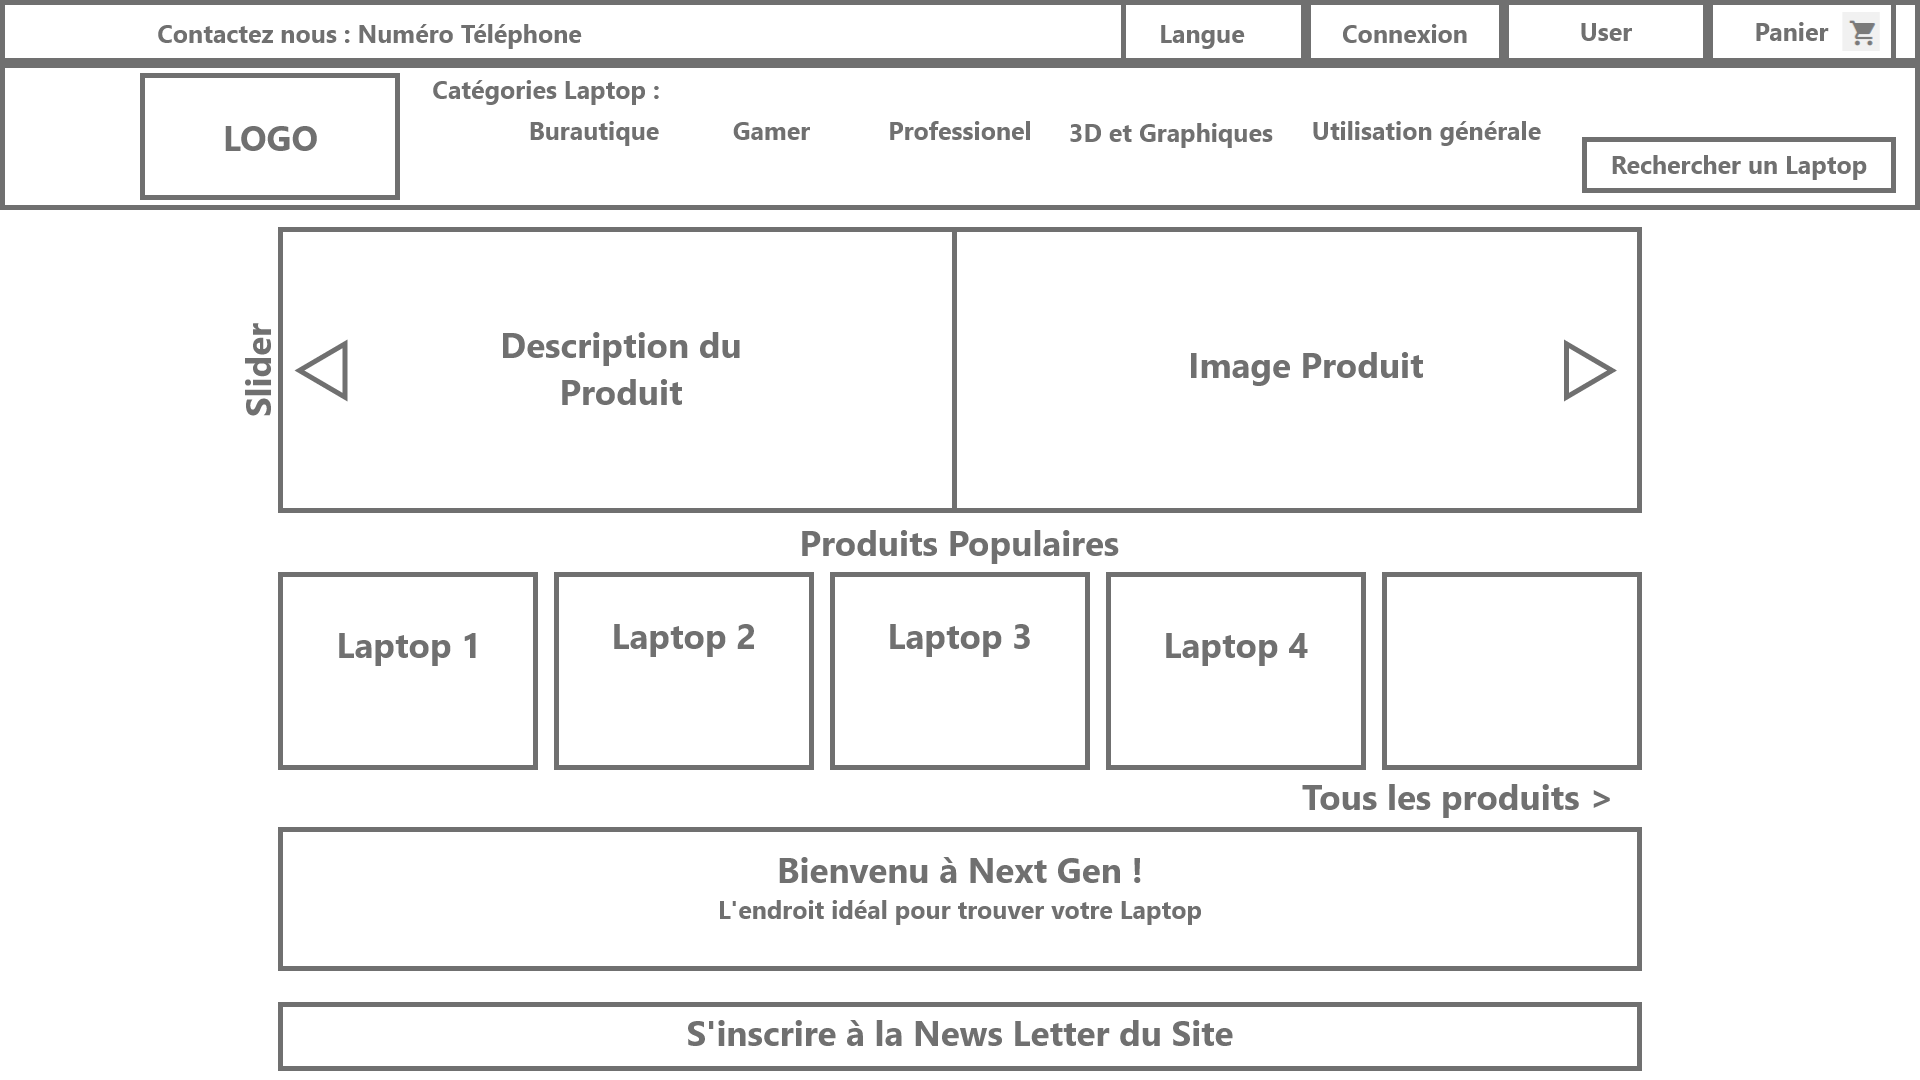 Contactez nous : Numéro Téléphone
Langue
Connexion
User
Panier
LOGO
Catégories Laptop :
Burautique
Gamer
Professionel
3D et Graphiques
Utilisation générale
Rechercher un Laptop
Slider
Description du
Produit
Image Produit
Produits Populaires
Laptop 1
Laptop 2
Laptop 3
Laptop 4
Tous les produits >
Bienvenu à Next Gen !
L'endroit idéal pour trouver votre Laptop
S'inscrire à la News Letter du Site